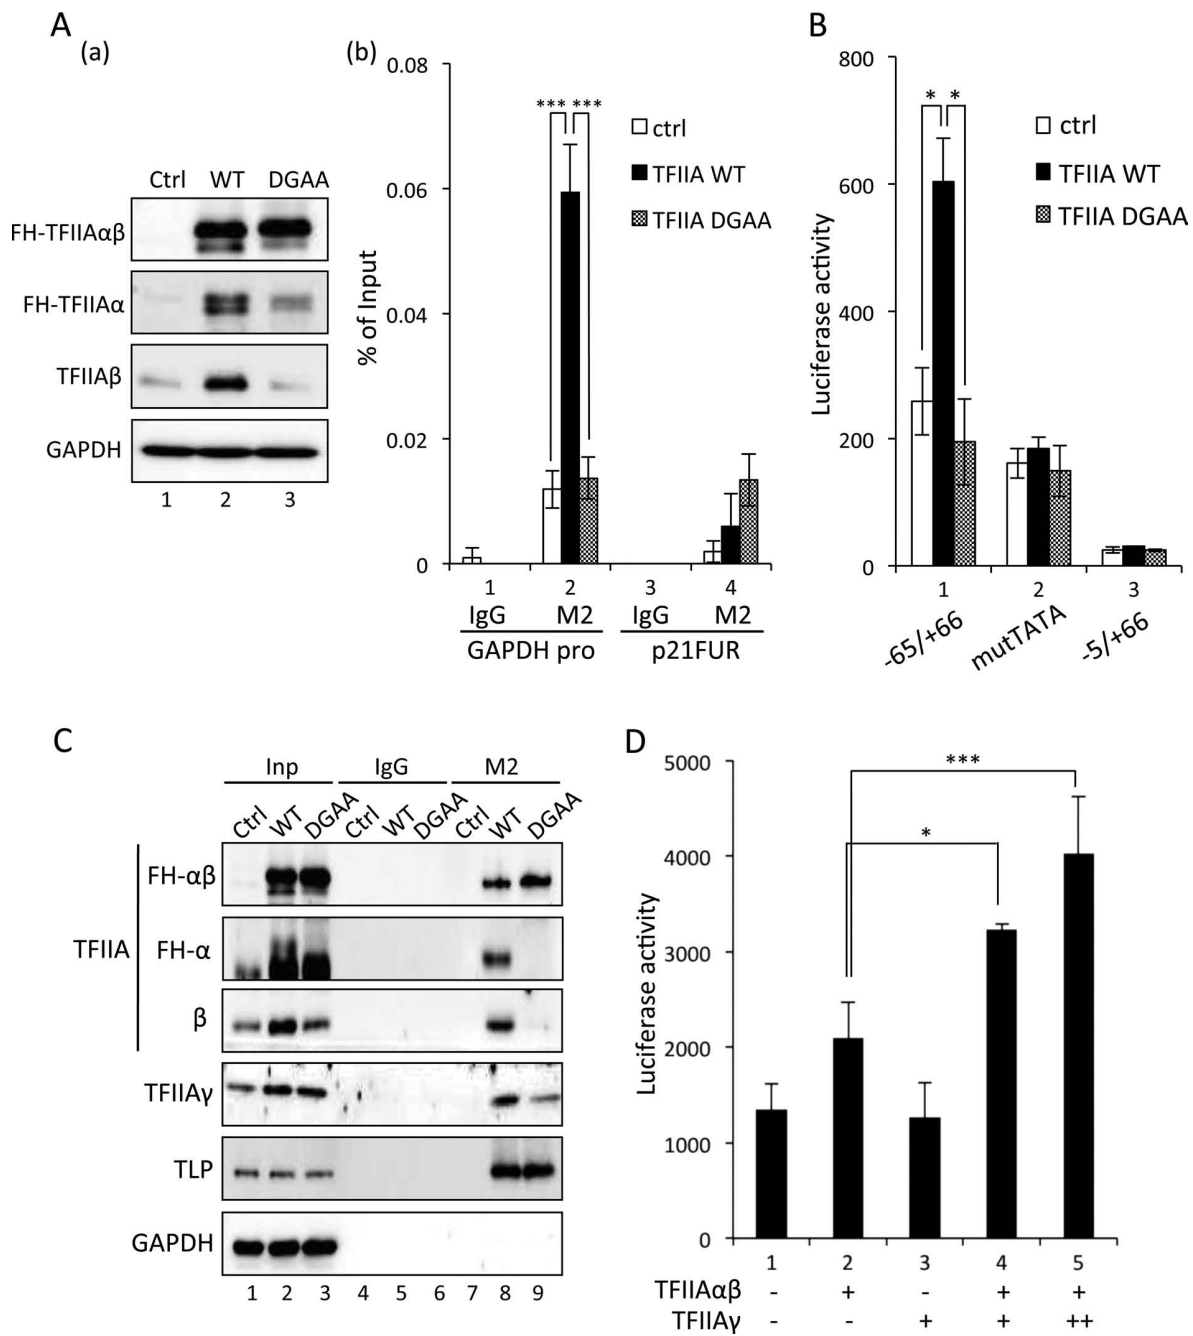 A
(a)
Ctrl WT DGAA
FH-TFIIAαβ
FH-TFIIAα
TFIIAβ
GAPDH
1 2 3
(b)
0.08
0.06
0.04
0.02
0
% of Input
*** ***
ctrl
TFIIA WT
TFIIA DGAA
1 2 3 4
IgG M2 IgG M2
GAPDH pro p21FUR
B
800
600
400
200
0
Luciferase activity
* *
ctrl
TFIIA WT
TFIIA DGAA
1 2 3
-65/+66 mutTATA -5/+66
C
Inp IgG M2
Ctrl WT DGAA Ctrl WT DGAA Ctrl WT DGAA
TFIIA
FH-αβ
FH-α
β
TFIIAγ
TLP
GAPDH
1 2 3 4 5 6 7 8 9
D
5000
4000
3000
2000
1000
0
Luciferase activity
***
*
1 2 3 4 5
TFIIAαβ - + - + +
TFIIAγ - - + + ++